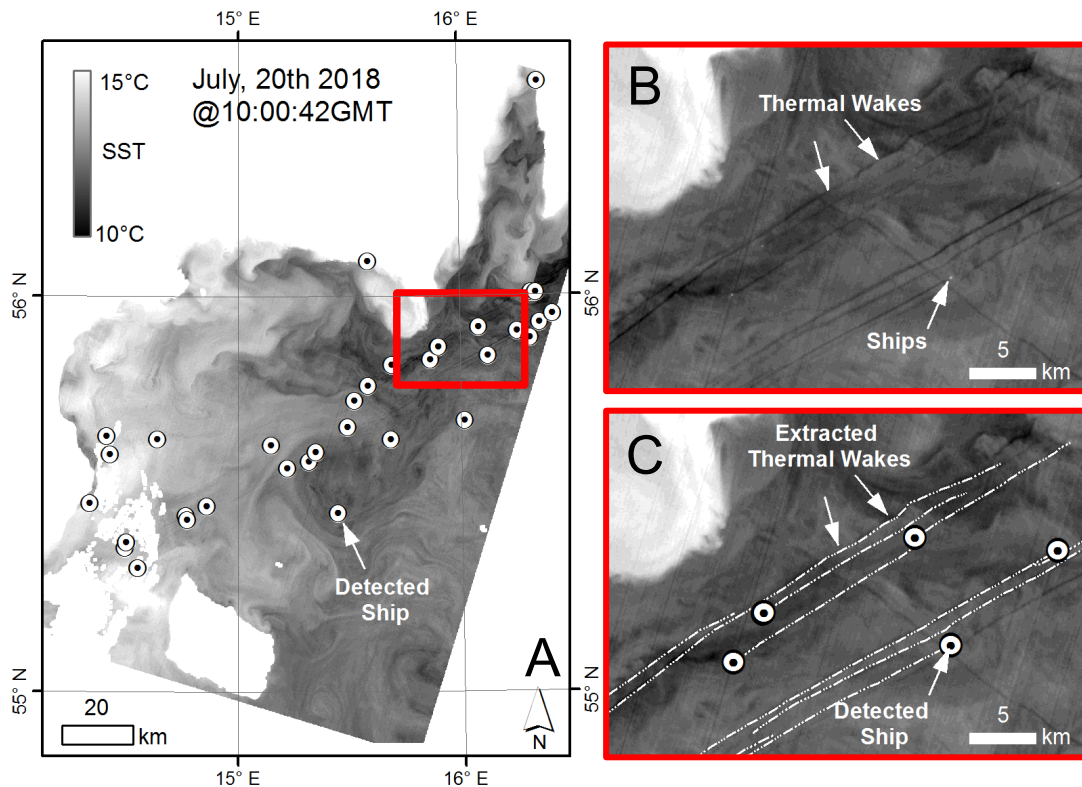 15° E
16° E
15°C
SST
10°C
July, 20th 2018
@10:00:42GMT
56° N
56° N
Detected
Ship
A
55° N
55° N
20
km
N
15° E
16° E
B
Thermal Wakes
Ships
5
km
C
Extracted
Thermal Wakes
Detected
Ship
5
km